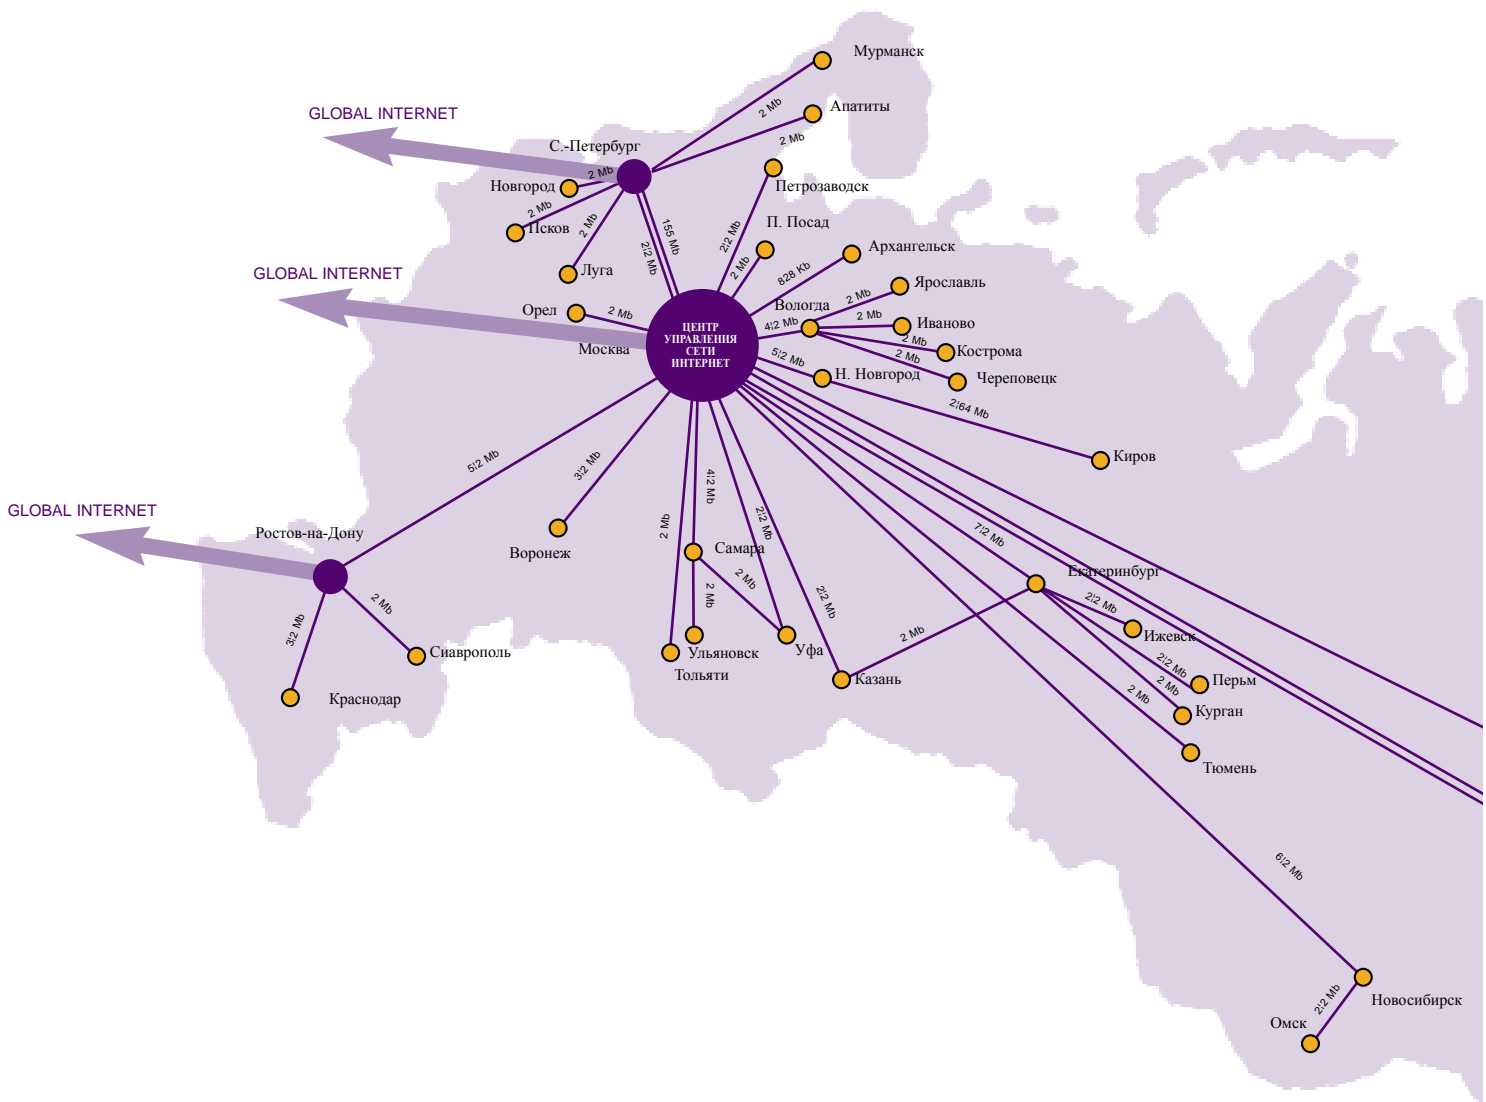 Мурманск
2 Mb
GLOBAL INTERNET
Апатиты
2 Mb
С.-Петербург
2 Mb
Новгород
Петрозаводск
2 Mb
Псков
2 Mb
155 Mb
2¦2 Mb
2¦2 Mb
П. Посад
2 Mb
Архангельск
828 Kb
GLOBAL INTERNET
Луга
Ярославль
2 Mb
Орел
2 Mb
Вологда
4¦2 Mb
2 Mb
Иваново
Москва
ЦЕНТР
УПРАВЛЕНИЯ
СЕТИ
ИНТЕРНЕТ
2 Mb
Кострома
5¦2 Mb
2 Mb
Н. Новгород
Череповецк
2¦64 Mb
Киров
5¦2 Mb
3¦2 Mb
4¦2 Mb
GLOBAL INTERNET
Ростов-на-Дону
2 Mb
2¦2 Mb
7¦2 Mb
Воронеж
Самара
Екатеринбург
2 Mb
2 Mb
2 Mb
2¦2 Mb
2¦2 Mb
3¦2 Mb
2 Mb
Ижевск
Сиаврополь
Ульяновск
Уфа
Тольяти
Казань
2¦2 Mb
Перьм
2 Mb
2 Mb
Краснодар
Курган
Тюмень
6¦2 Mb
Новосибирск
2¦2 Mb
Омск